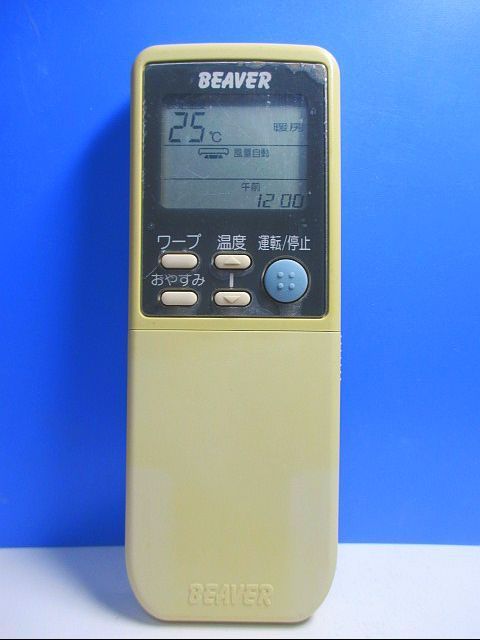 BEAVER
25℃ 暖房
風量自動
午前
12:00
ワープ 温度 運転/停止
おやすみ
BEAVER